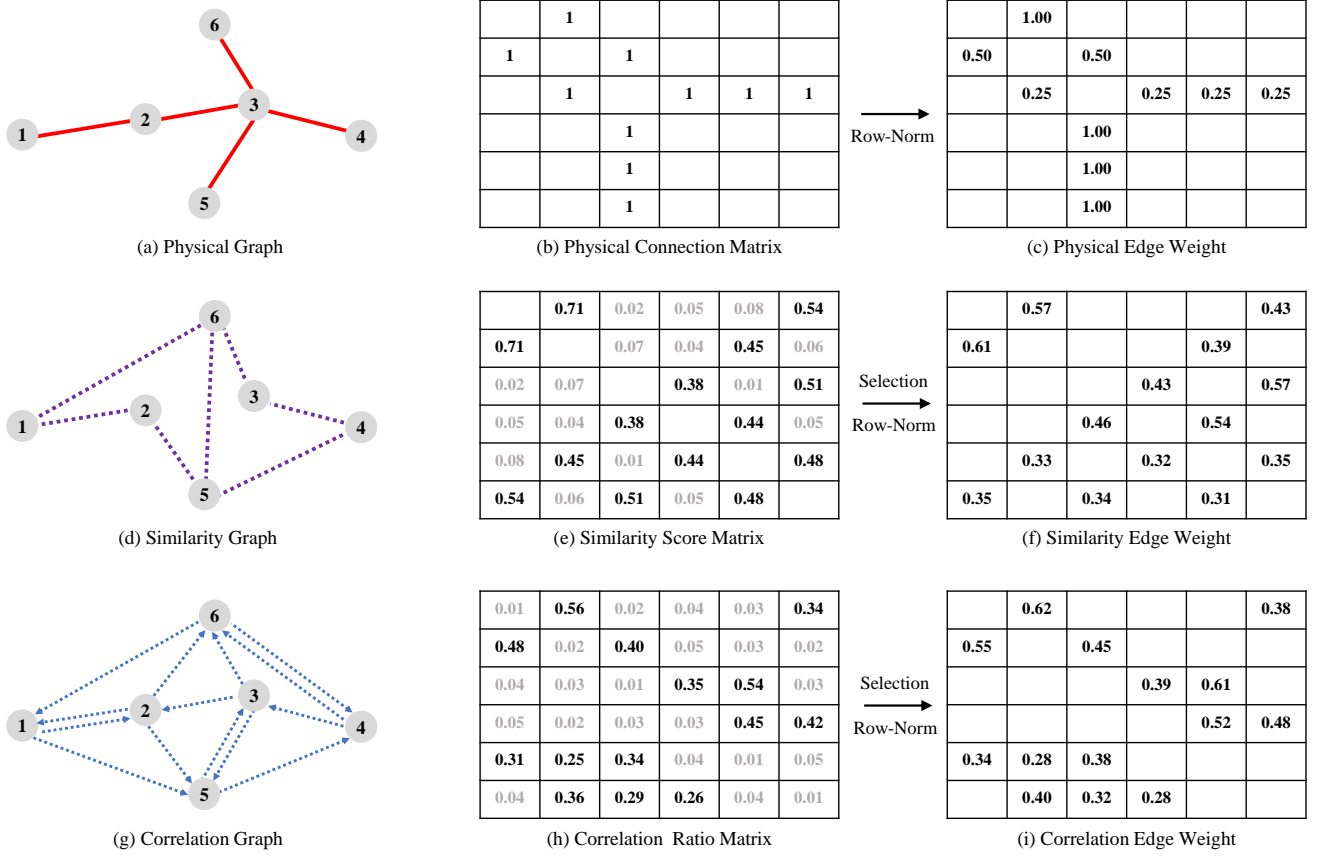 6
3
2
1
4
5
(a) Physical Graph
1
1 1
1 1 1 1
1
1
1
(b) Physical Connection Matrix
Row-Norm
1.00
0.50 0.50
0.25 0.25 0.25 0.25
1.00
1.00
1.00
(c) Physical Edge Weight
6
3
2
1
4
5
(d) Similarity Graph
0.71 0.02 0.05 0.08 0.54
0.71 0.07 0.04 0.45 0.06
0.02 0.07 0.38 0.01 0.51
0.05 0.04 0.38 0.44 0.05
0.08 0.45 0.01 0.44 0.48
0.54 0.06 0.51 0.05 0.48
(e) Similarity Score Matrix
Selection
Row-Norm
0.57 0.43
0.61 0.39
0.43 0.57
0.46 0.54
0.33 0.32 0.35
0.35 0.34 0.31
(f) Similarity Edge Weight
6
3
2
1
4
5
(g) Correlation Graph
0.01 0.56 0.02 0.04 0.03 0.34
0.48 0.02 0.40 0.05 0.03 0.02
0.04 0.03 0.01 0.35 0.54 0.03
0.05 0.02 0.03 0.03 0.45 0.42
0.31 0.25 0.34 0.04 0.01 0.05
0.04 0.36 0.29 0.26 0.04 0.01
(h) Correlation Ratio Matrix
Selection
Row-Norm
0.62 0.38
0.55 0.45
0.39 0.61
0.52 0.48
0.34 0.28 0.38
0.40 0.32 0.28
(i) Correlation Edge Weight